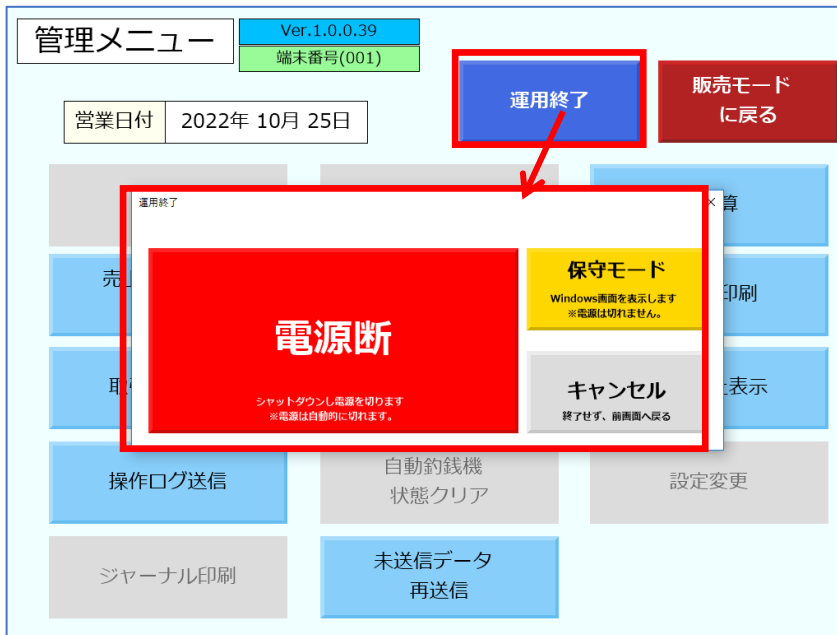 管理メニュー
Ver.1.0.0.39
端末番号(001)
運用終了
販売モード
に戻る
営業日付
2022年 10月 25日
運用終了
×
算
電源断
シャットダウンし電源を切ります
※電源は自動的に切れます。
保守モード
Windows画面を表示します
※電源は切れません。
売
印刷
キャンセル
終了せず、前画面へ戻る
取
表示
操作ログ送信
自動釣銭機
状態クリア
設定変更
ジャーナル印刷
未送信データ
再送信